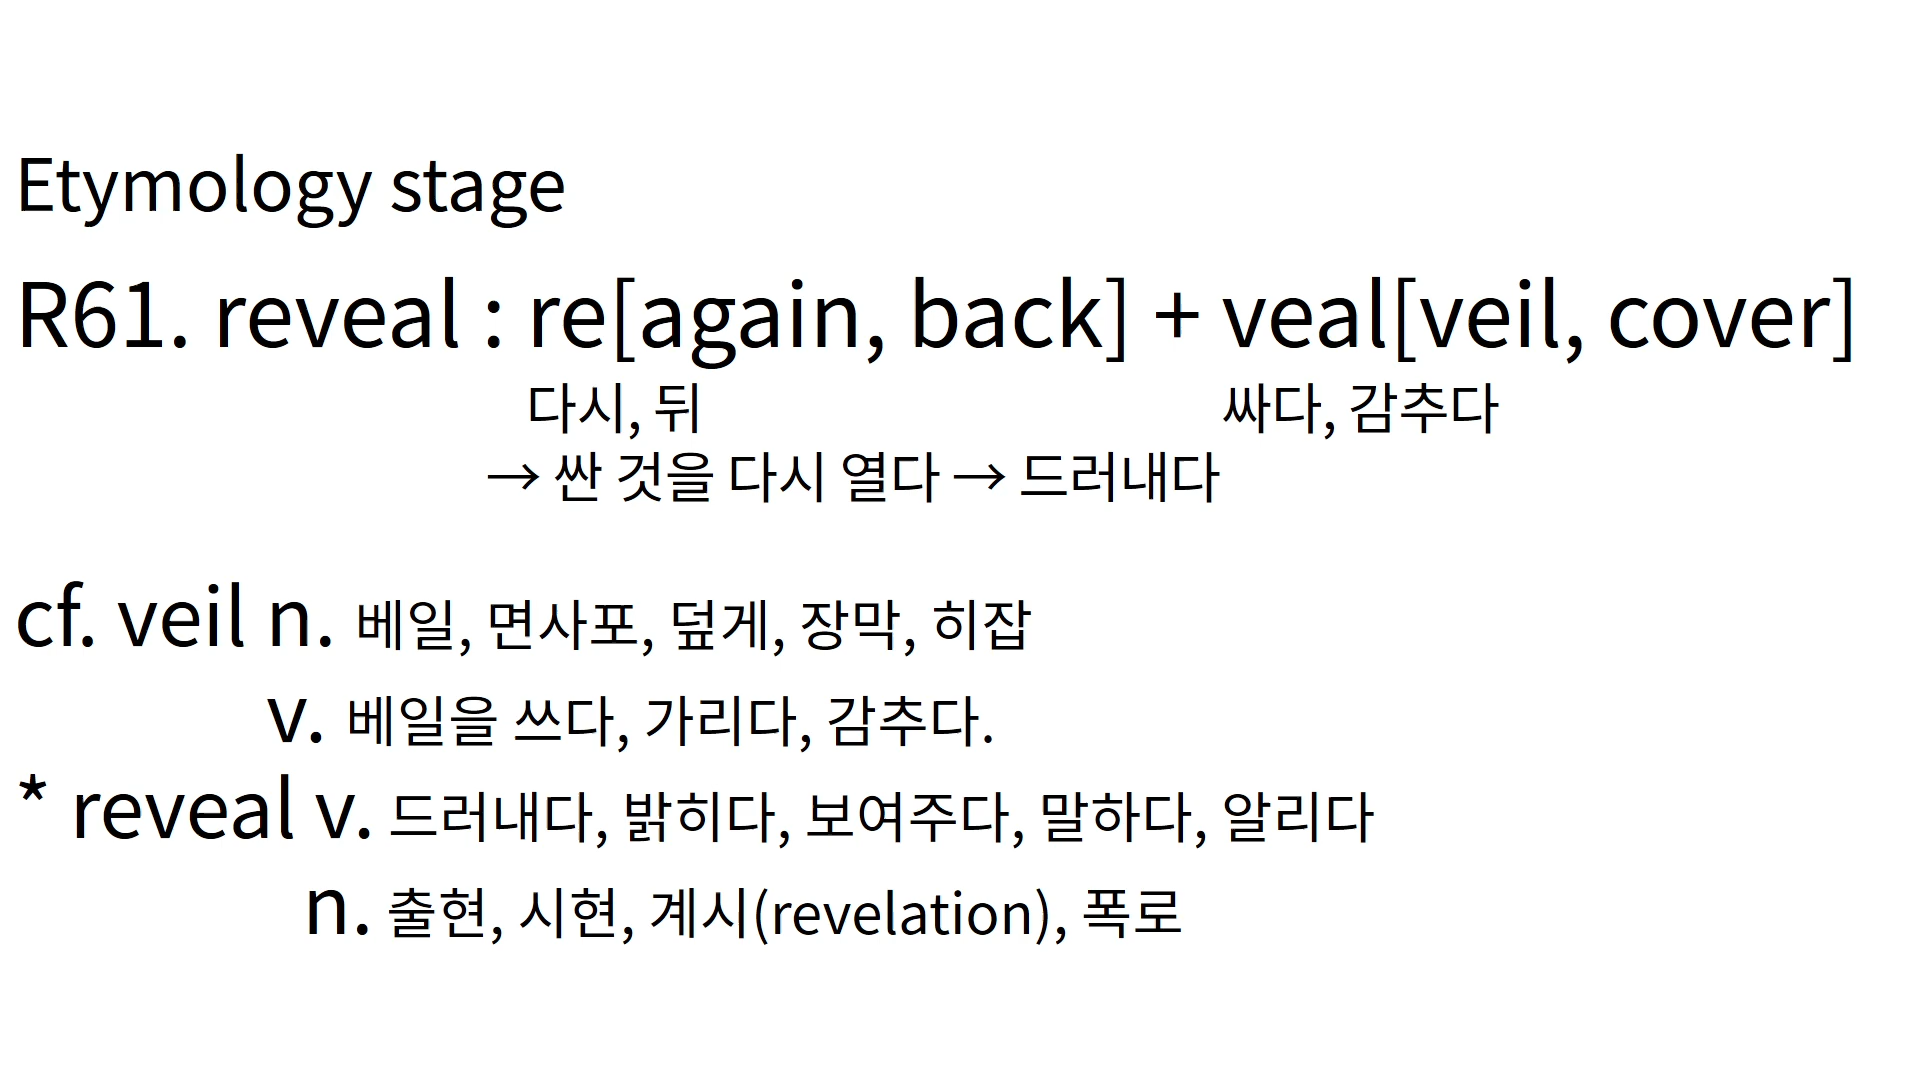 Etymology stage
R61. reveal : re[again, back] + veal[veil, cover]
다시, 뒤 싸다, 감추다
→ 싼 것을 다시 열다 → 드러내다
cf. veil n. 베일, 면사포, 덮게, 장막, 히잡
v. 베일을 쓰다, 가리다, 감추다.
* reveal v. 드러내다, 밝히다, 보여주다, 말하다, 알리다
n. 출현, 시현, 계시(revelation), 폭로